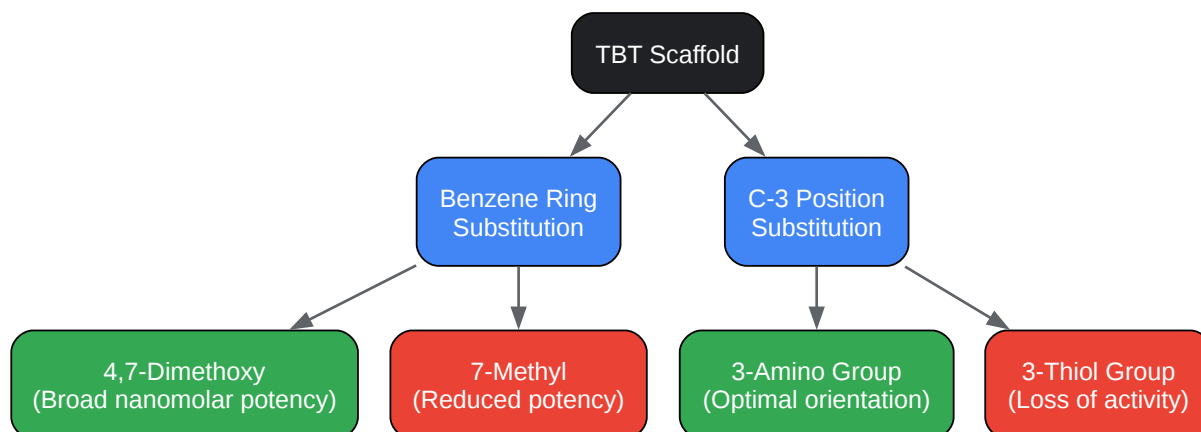 TBT Scaffold
Benzene Ring
Substitution
C-3 Position
Substitution
4,7-Dimethoxy
(Broad nanomolar potency)
7-Methyl
(Reduced potency)
3-Amino Group
(Optimal orientation)
3-Thiol Group
(Loss of activity)